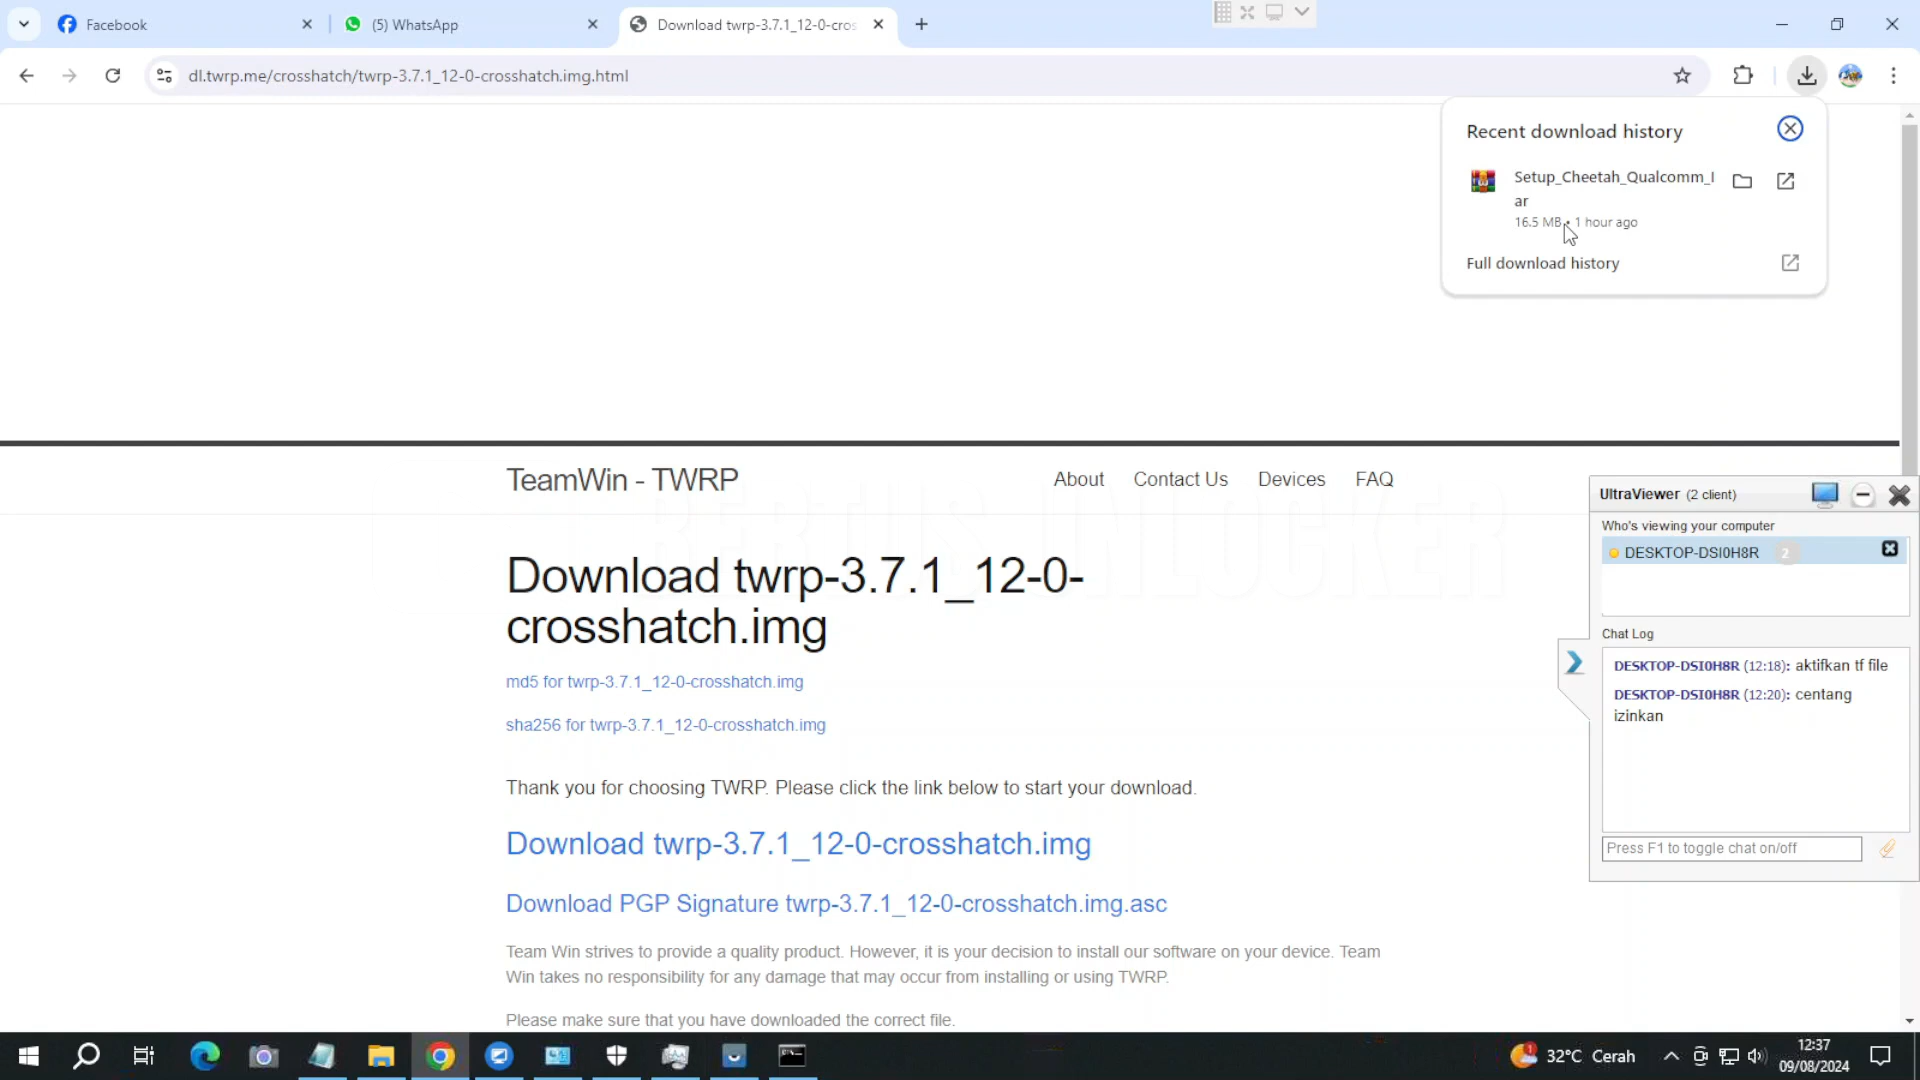 Facebook
(5) WhatsApp
Download twrp-3.7.1_12-0-cros
dl.twrp.me/crosshatch/twrp-3.7.1_12-0-crosshatch.img.html
Recent download history
Setup_Cheetah_Qualcomm_I
ar
16.5 MB • 1 hour ago
Full download history
TeamWin - TWRP
About
Contact Us
Devices
FAQ
BERTUS UNLOCKER
Download twrp-3.7.1_12-0-
crosshatch.img
md5 for twrp-3.7.1_12-0-crosshatch.img
sha256 for twrp-3.7.1_12-0-crosshatch.img
Thank you for choosing TWRP. Please click the link below to start your download.
Download twrp-3.7.1_12-0-crosshatch.img
Download PGP Signature twrp-3.7.1_12-0-crosshatch.img.asc
Team Win strives to provide a quality product. However, it is your decision to install our software on your device. Team
Win takes no responsibility for any damage that may occur from installing or using TWRP.
Please make sure that you have downloaded the correct file.
UltraViewer (2 client)
Who's viewing your computer
DESKTOP-DSI0H8R 2
Chat Log
DESKTOP-DSI0H8R (12:18): aktifkan tf file
DESKTOP-DSI0H8R (12:20): centang
izinkan
Press F1 to toggle chat on/off
1
32°C Cerah
12:37
09/08/2024